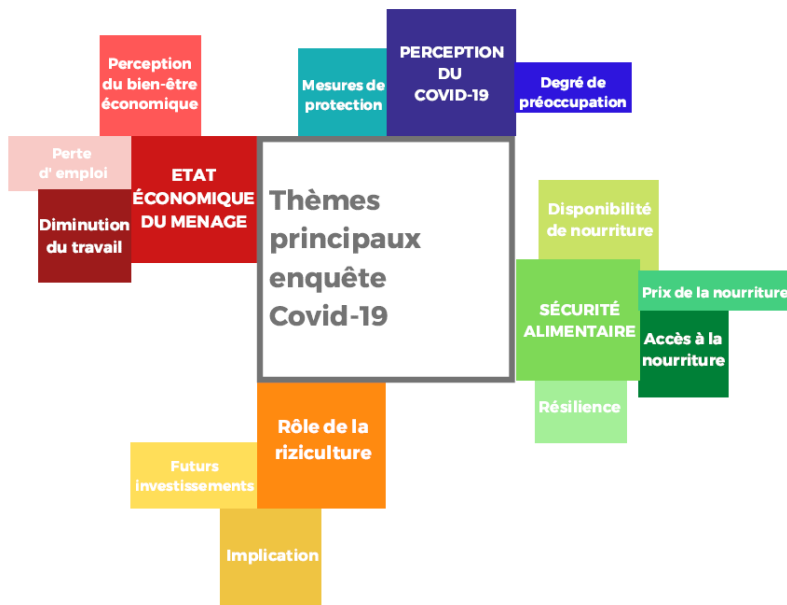 PERCEPTION
DU
COVID-19
Mesures de
protection
Degré de
préoccupation
Perception
du bien-être
économique
Perte
d' emploi
ETAT
ÉCONOMIQUE
DU MENAGE
Diminution
du travail
Thèmes
principaux
enquête
Covid-19
Disponibilité
de nourriture
SÉCURITÉ
ALIMENTAIRE
Prix de la nourriture
Accès à la
nourriture
Résilience
Rôle de la
riziculture
Futurs
investissements
Implication